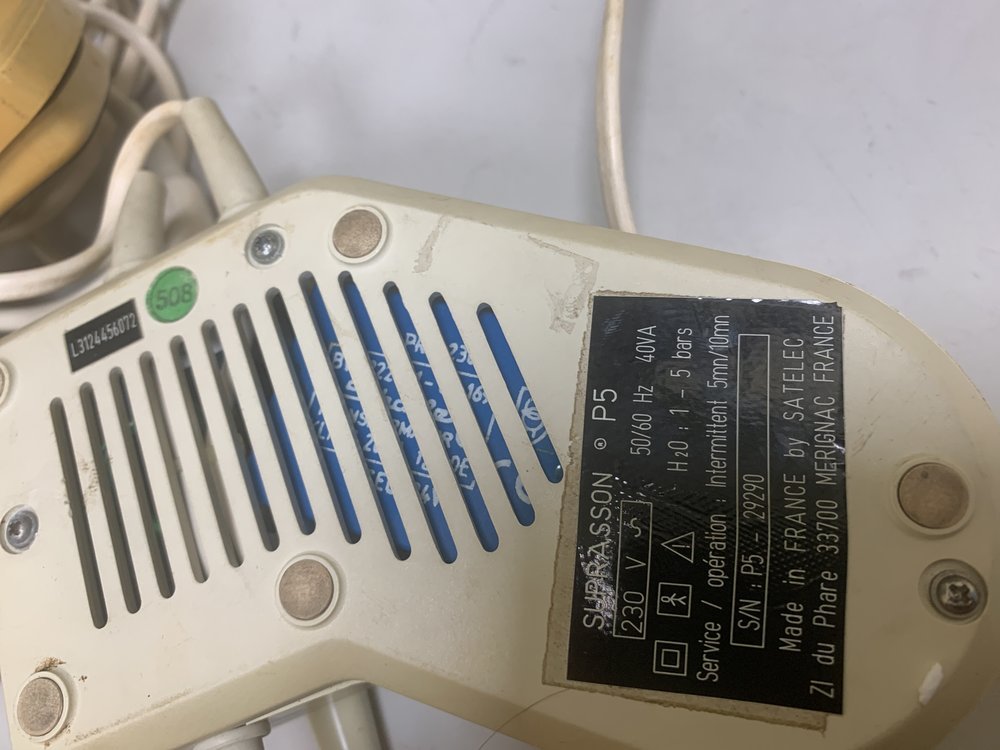 L3124456072
508
SUPRASSON ® P5
230 V 50/60 Hz 40VA
H2O : 1 - 5 bars
Service / opération : Intermittent 5mn/10mn
S/N : P5 - 29290
Made in FRANCE by SATELEC
ZI du Phare 33700 MERIGNAC FRANCE